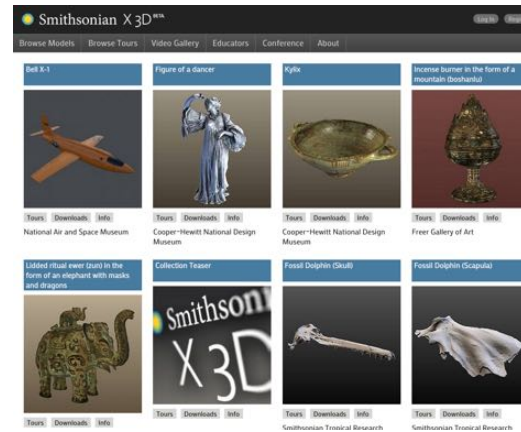 Smithsonian X 3D BETA
Log In
Browse Models Browse Tours Video Gallery Educators Conference About
Bell X-1
Figure of a dancer
Kylix
Incense burner in the form of a
mountain (boshanlu)
Tours Downloads Info
Tours Downloads Info
Tours Downloads Info
Tours Downloads Info
National Air and Space Museum
Cooper-Hewitt National Design
Museum
Cooper-Hewitt National Design
Museum
Freer Gallery of Art
Lidded ritual ewer (zun) in the
form of an elephant with masks
and dragons
Collection Teaser
Fossil Dolphin (Skull)
Fossil Dolphin (Scapula)
Smithsoni
X 3D
Tours Downloads Info
Tours Downloads Info
Tours Downloads Info
Tours Downloads Info
Smithsonian Tropical Research
Smithsonian Tropical Research